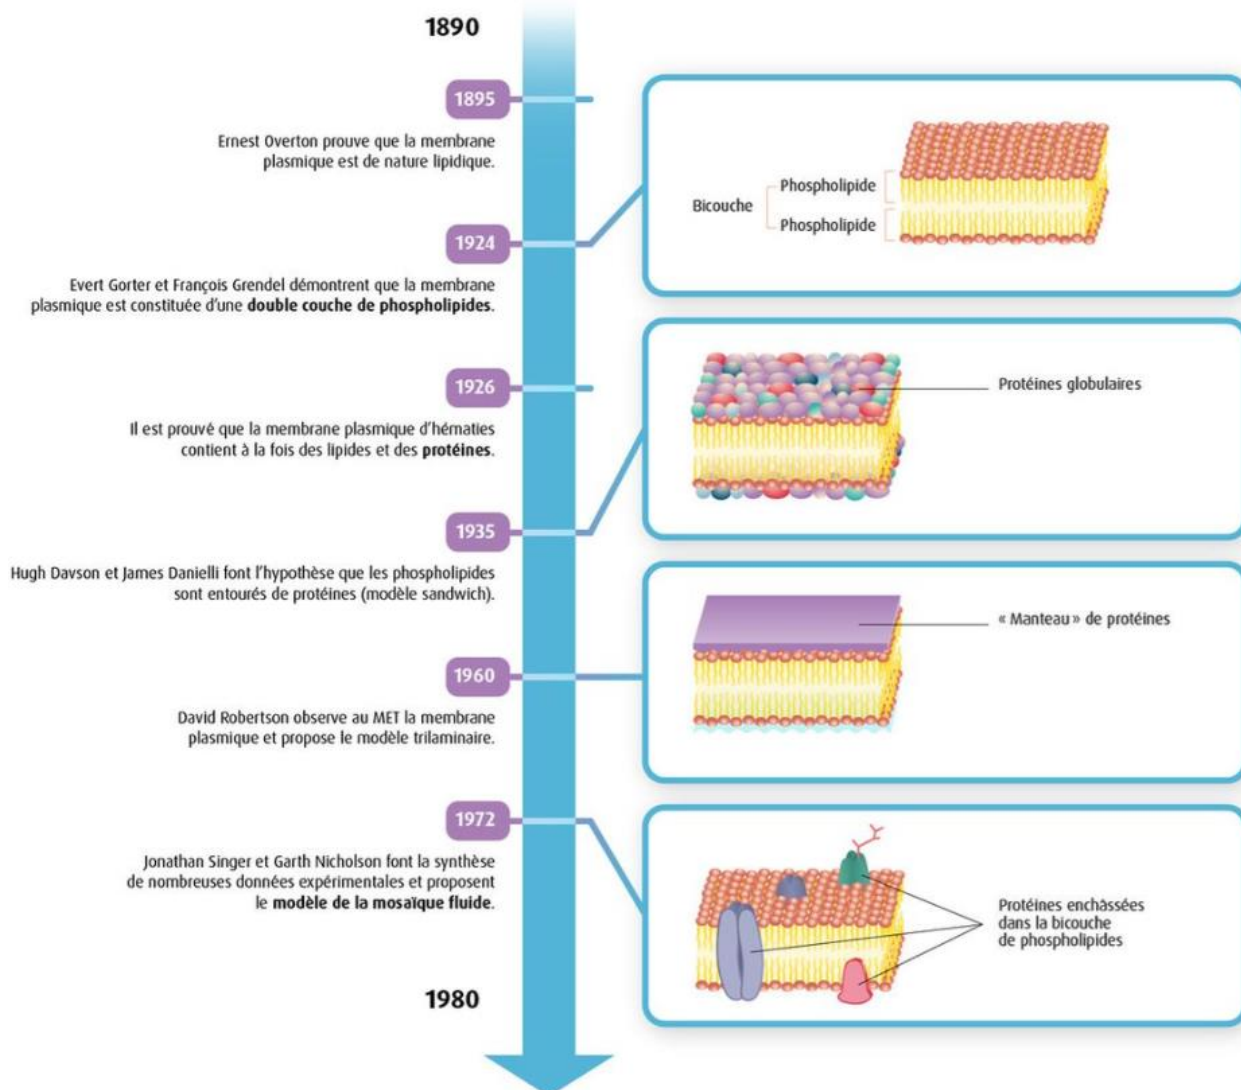 1890
1895
Ernest Overton prouve que la membrane
plasmique est de nature lipidique.
Bicouche
Phospholipide
Phospholipide
1924
Evert Gorter et François Grendel démontrent que la membrane
plasmique est constituée d'une double couche de phospholipides.
1926
Il est prouvé que la membrane plasmique d'hématies
contient à la fois des lipides et des protéines.
Protéines globulaires
1935
Hugh Davson et James Danielli font l'hypothèse que les phospholipides
sont entourés de protéines (modèle sandwich).
« Manteau » de protéines
1960
David Robertson observe au MET la membrane
plasmique et propose le modèle trilaminaire.
1972
Jonathan Singer et Garth Nicholson font la synthèse
de nombreuses données expérimentales et proposent
le modèle de la mosaïque fluide.
Protéines enchâssées
dans la bicouche
de phospholipides
1980